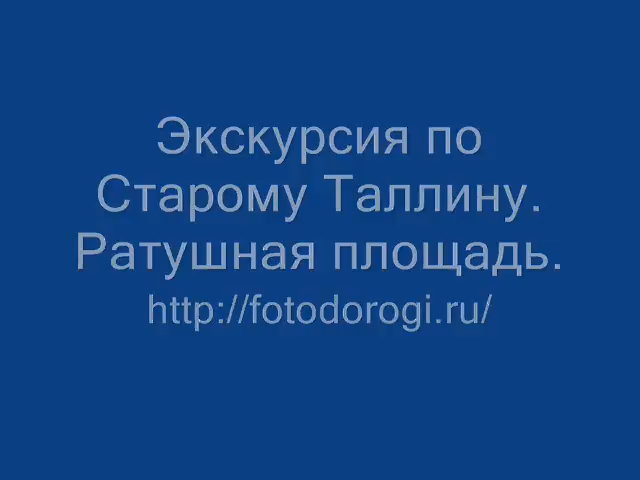 Экскурсия по
Старому Таллину.
Ратушная площадь.
http://fotodorogi.ru/